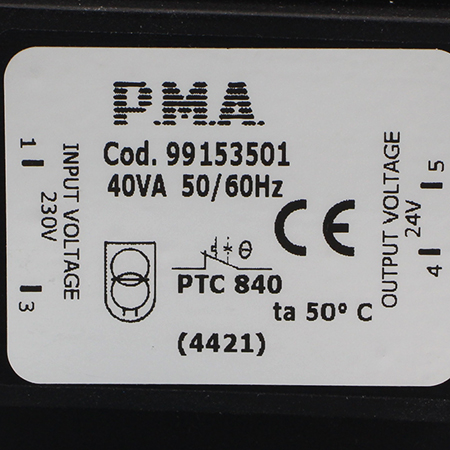 P.M.A.
Cod. 99153501
40VA 50/60Hz
CE
PTC 840
ta 50° C
(4421)
1
INPUT VOLTAGE
230V
3
OUTPUT VOLTAGE
24V
5
4